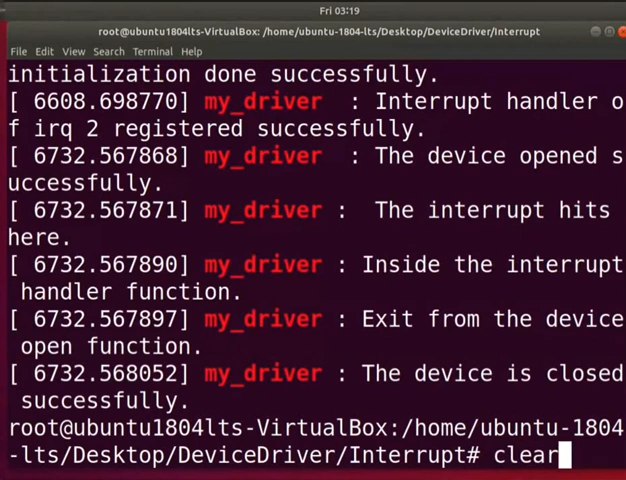 Fri 03:19
root@ubuntu1804lts-VirtualBox: /home/ubuntu-1804-lts/Desktop/DeviceDriver/Interrupt
File Edit View Search Terminal Help
initialization done successfully.
[ 6608.698770] my_driver  : Interrupt handler o
f irq 2 registered successfully.
[ 6732.567868] my_driver  : The device opened s
uccessfully.
[ 6732.567871] my_driver :  The interrupt hits
here.
[ 6732.567890] my_driver : Inside the interrupt
 handler function.
[ 6732.567897] my_driver : Exit from the device
 open function.
[ 6732.568052] my_driver : The device is closed
 successfully.
root@ubuntu1804lts-VirtualBox:/home/ubuntu-1804
-lts/Desktop/DeviceDriver/Interrupt# clear